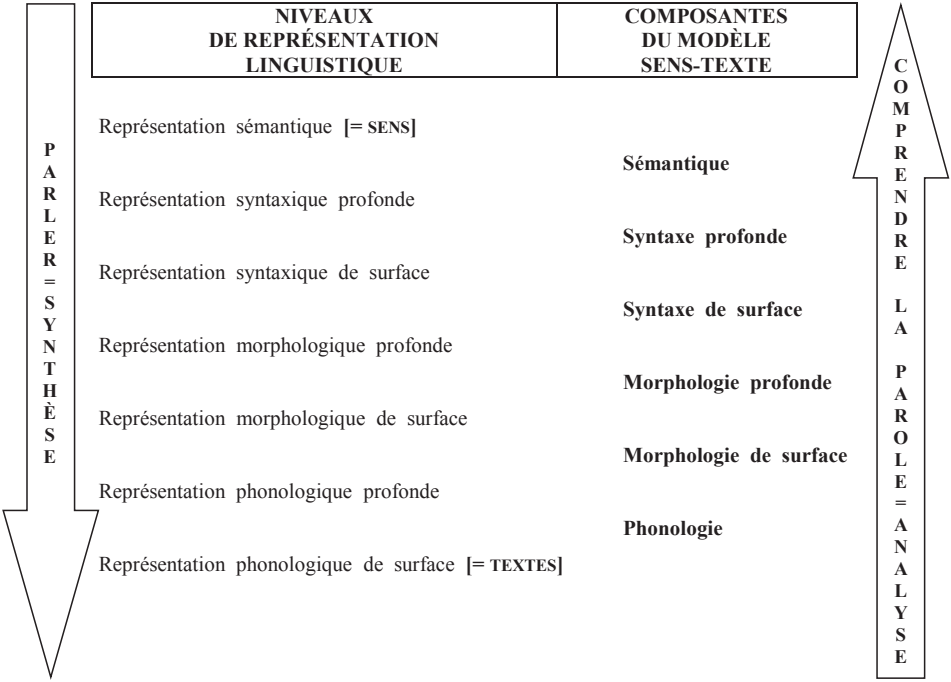 NIVEAUX
DE REPRÉSENTATION
LINGUISTIQUE
COMPOSANTES
DU MODÈLE
SENS-TEXTE
PARLER=SYNTHÈSE
Représentation sémantique [= SENS]
Sémantique
Représentation syntaxique profonde
Syntaxe profonde
Représentation syntaxique de surface
Syntaxe de surface
Représentation morphologique profonde
Morphologie profonde
Représentation morphologique de surface
Morphologie de surface
Représentation phonologique profonde
Phonologie
Représentation phonologique de surface [= TEXTES]
COMPRENDRE LA PAROLE=ANALYSE